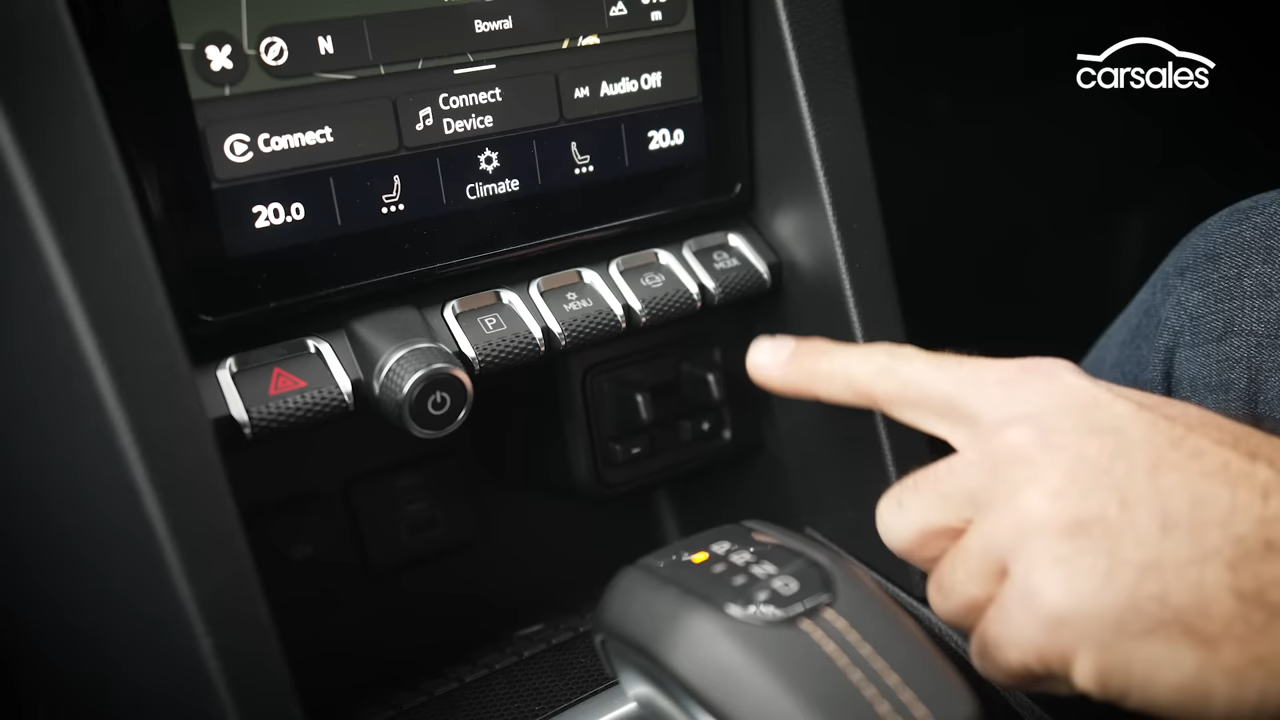 carsales
m
Bowral
N
Connect
Connect
Device
AM Audio Off
20.0
Climate
20.0
P
MENU
MODE
P R N D